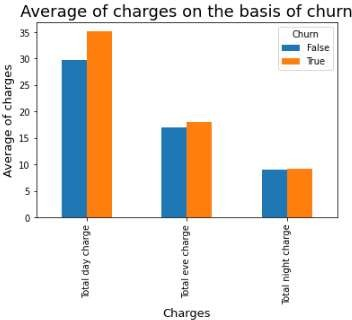 Average of charges on the basis of churn
Churn
False
True
35
30
25
20
15
10
5
0
Average of charges
Total day charge
Total eve charge
Total night charge
Charges